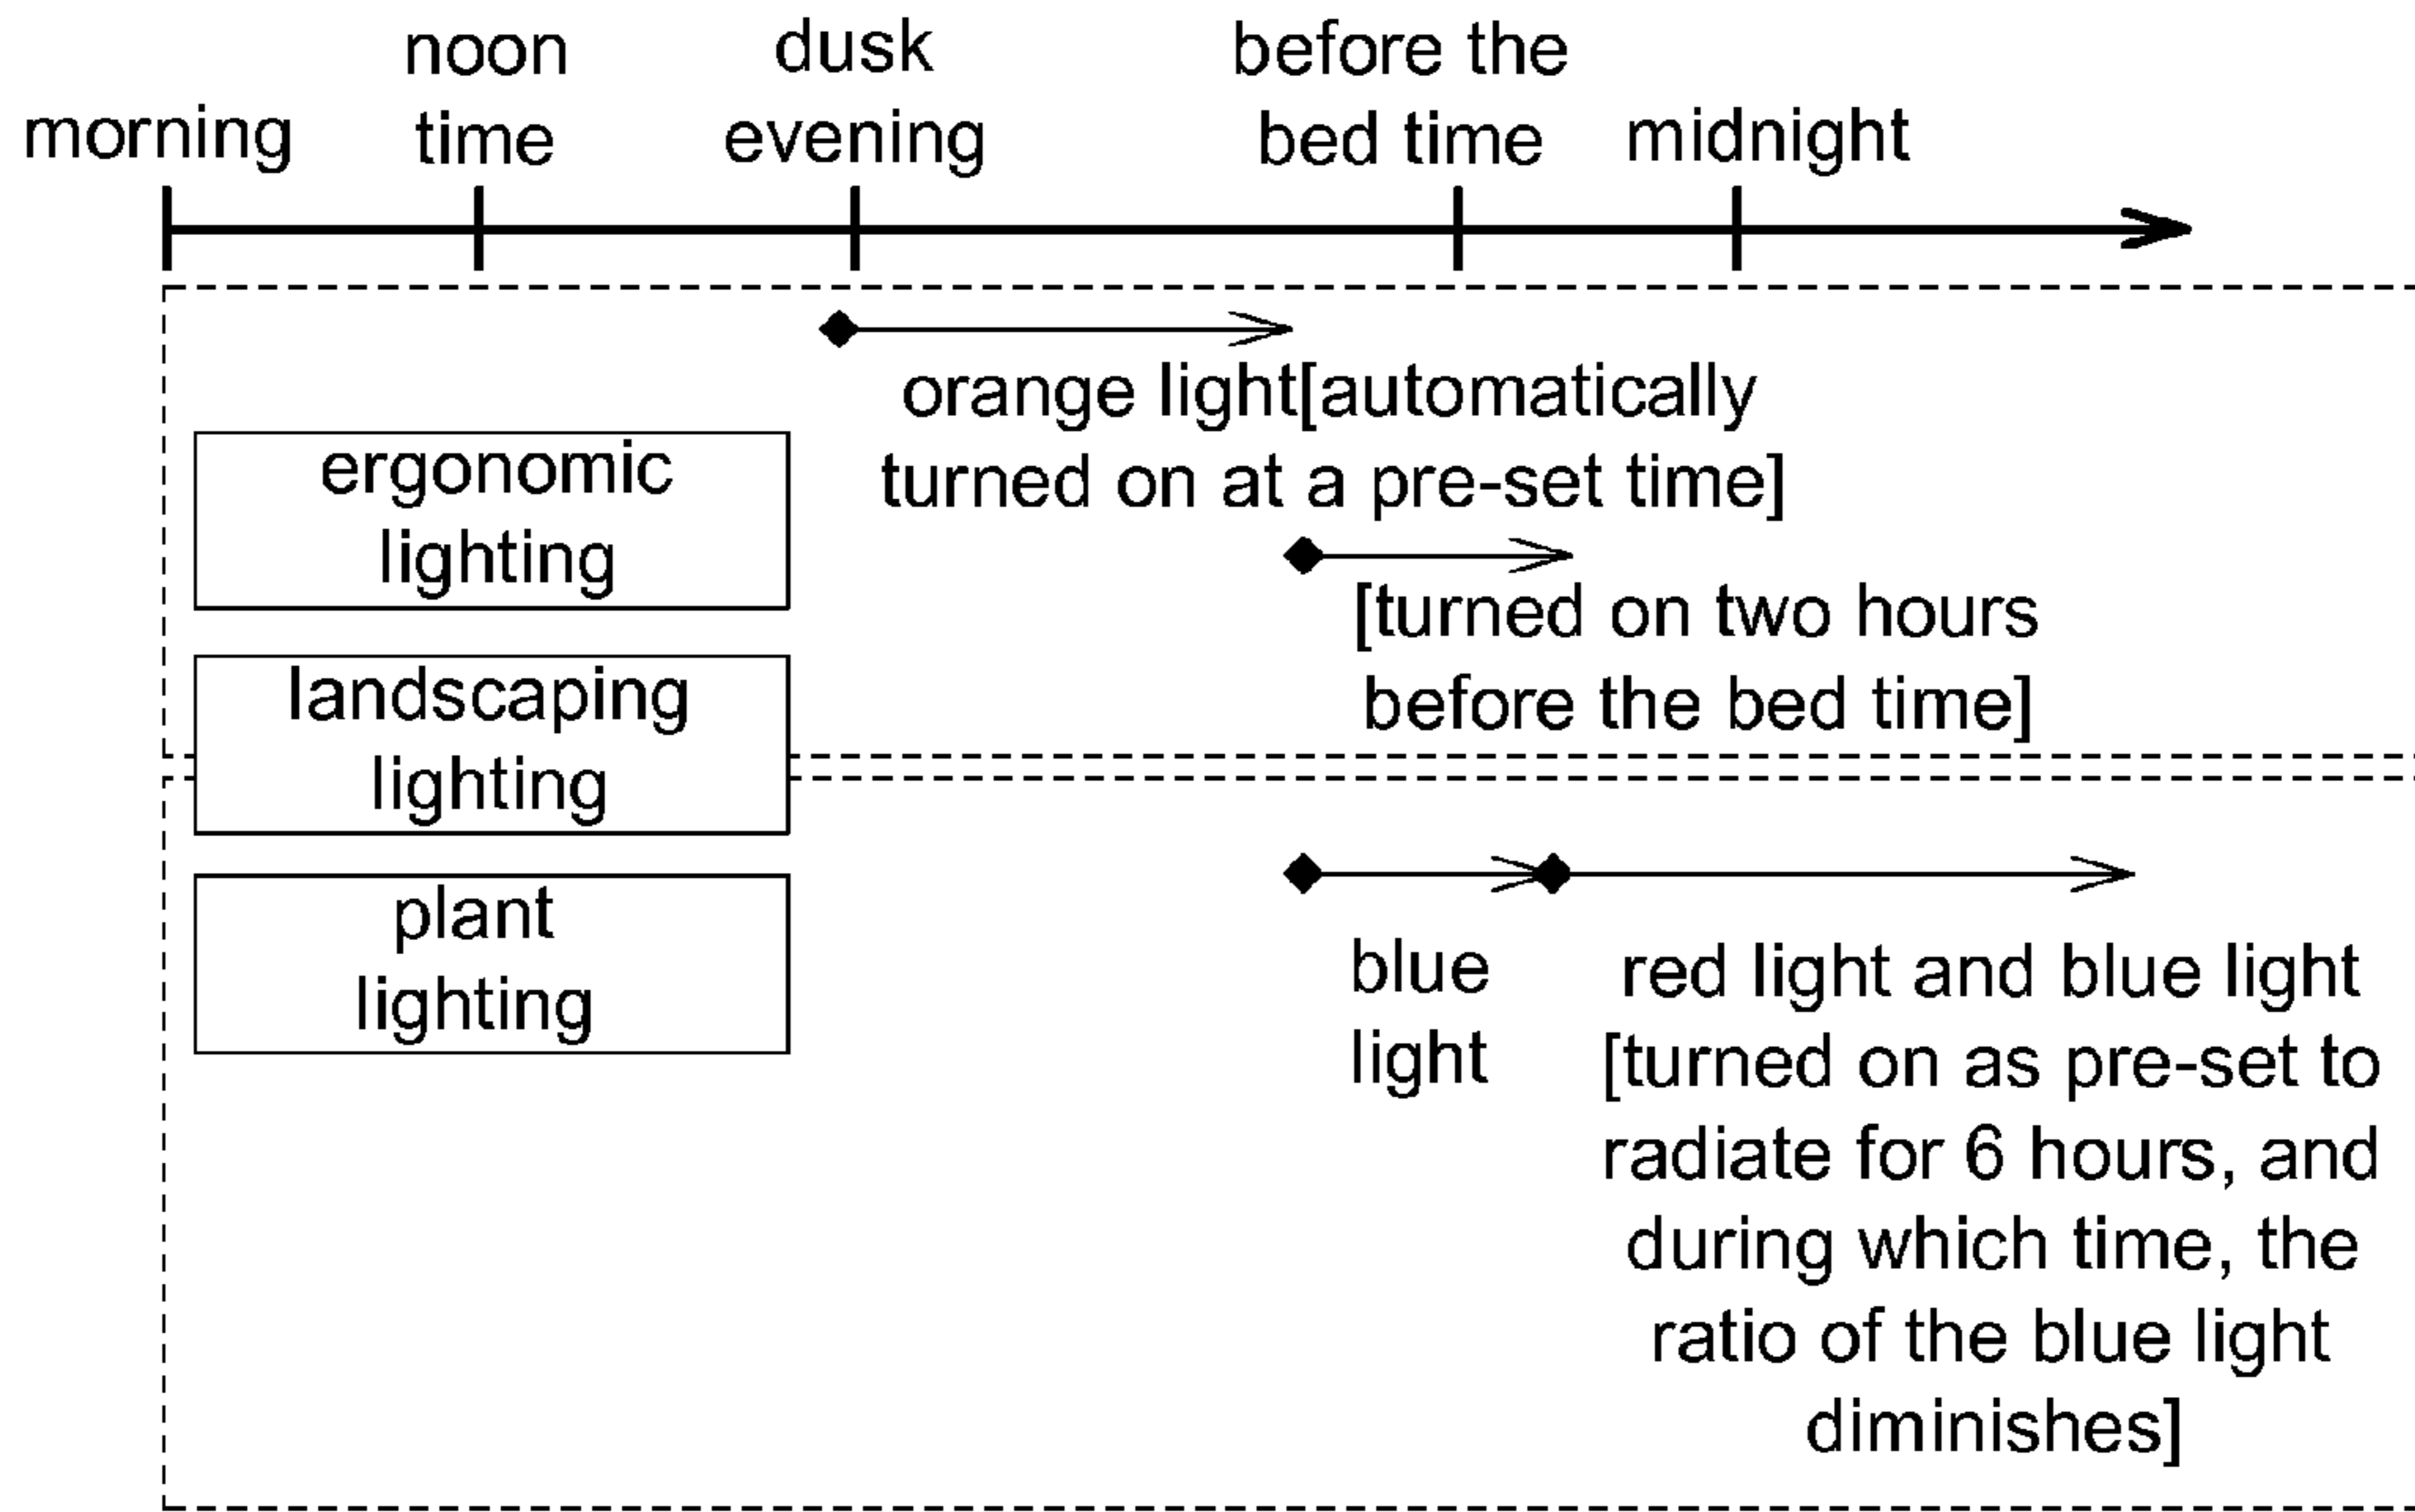 morning
noon
time
dusk
evening
before the
bed time
midnight
orange light[automatically
turned on at a pre-set time]
ergonomic
lighting
[turned on two hours
before the bed time]
landscaping
lighting
plant
lighting
blue
light
red light and blue light
[turned on as pre-set to
radiate for 6 hours, and
during which time, the
ratio of the blue light
diminishes]